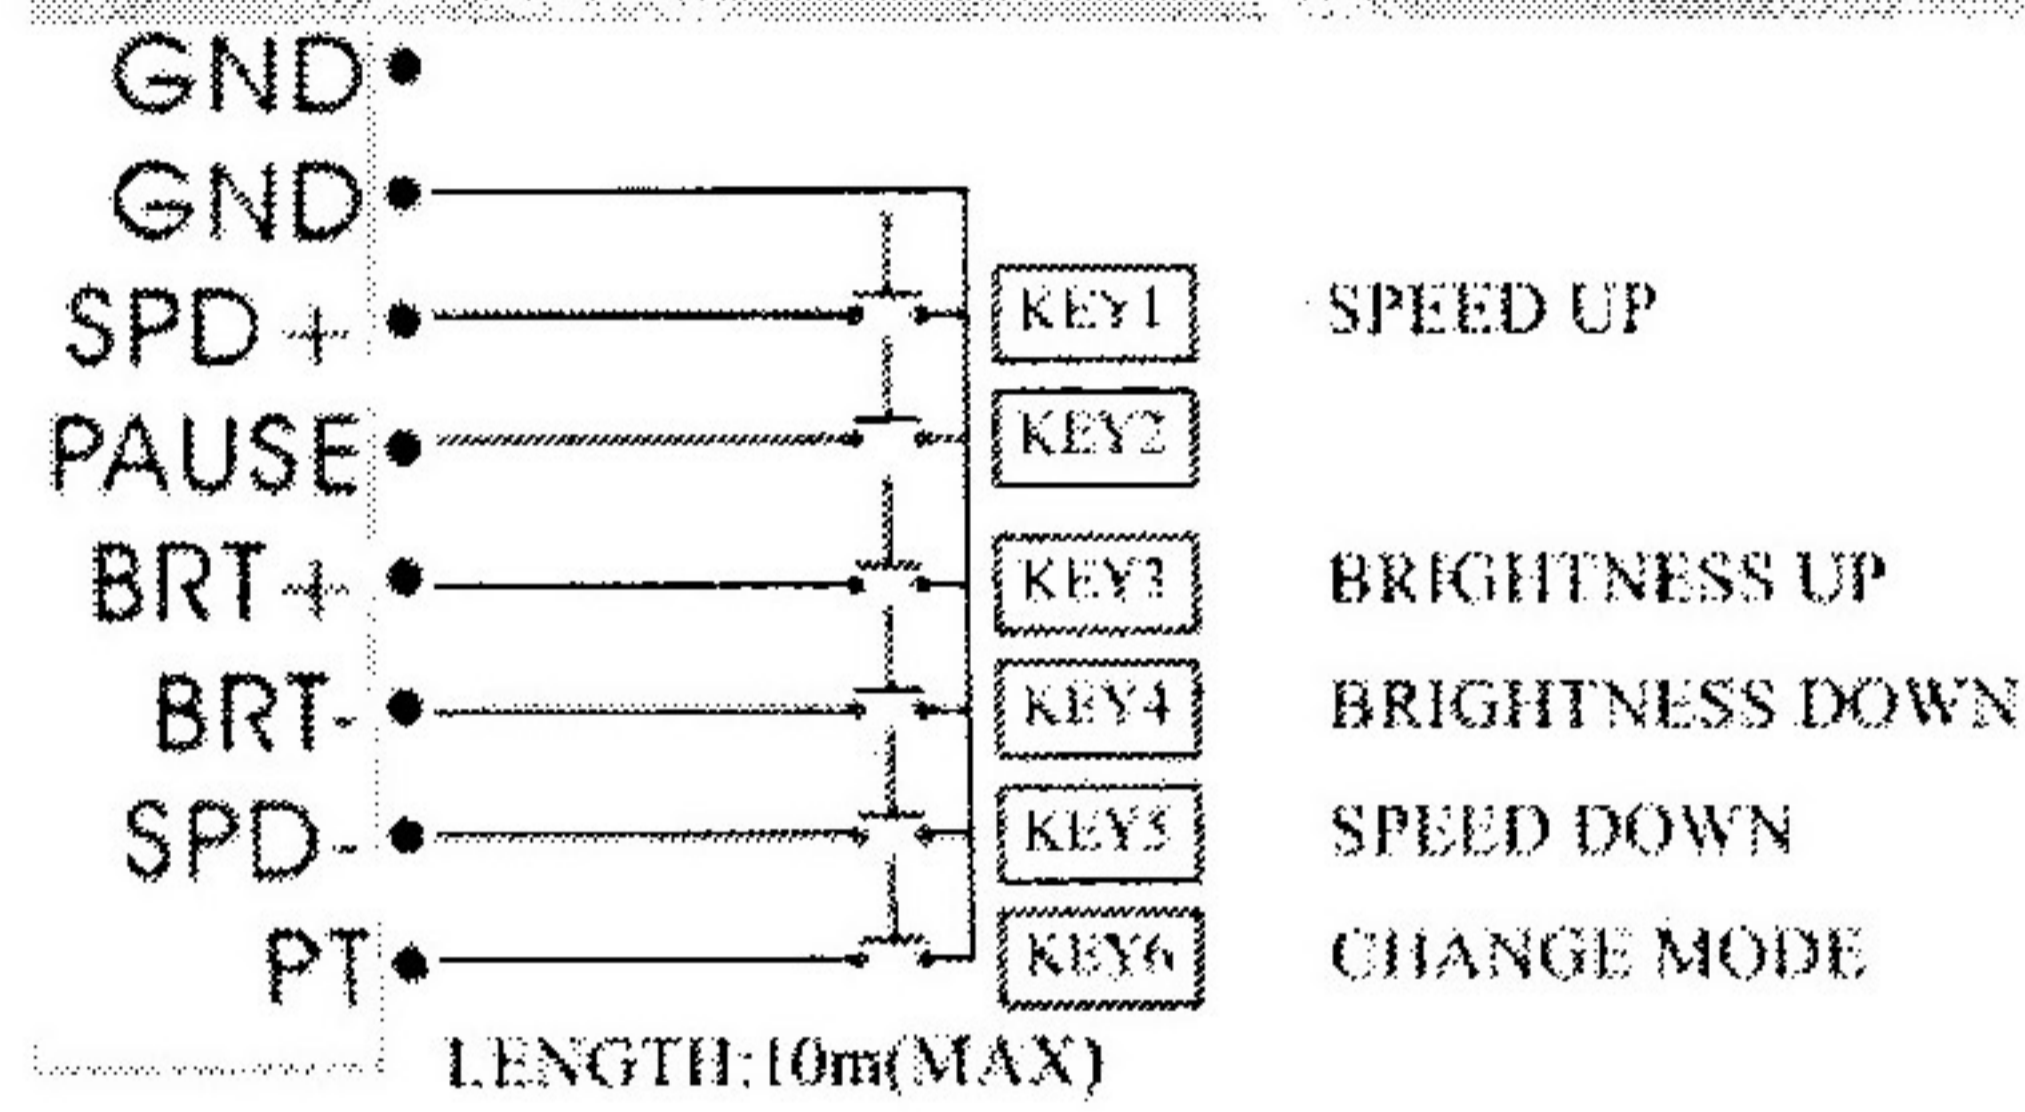 GND
GND
SPD + KEY1 SPEED UP
PAUSE KEY2
BRT + KEY3 BRIGHTNESS UP
BRT- KEY4 BRIGHTNESS DOWN
SPD- KEY5 SPEED DOWN
PT KEY6 CHANGE MODE
LENGTH:10m(MAX)